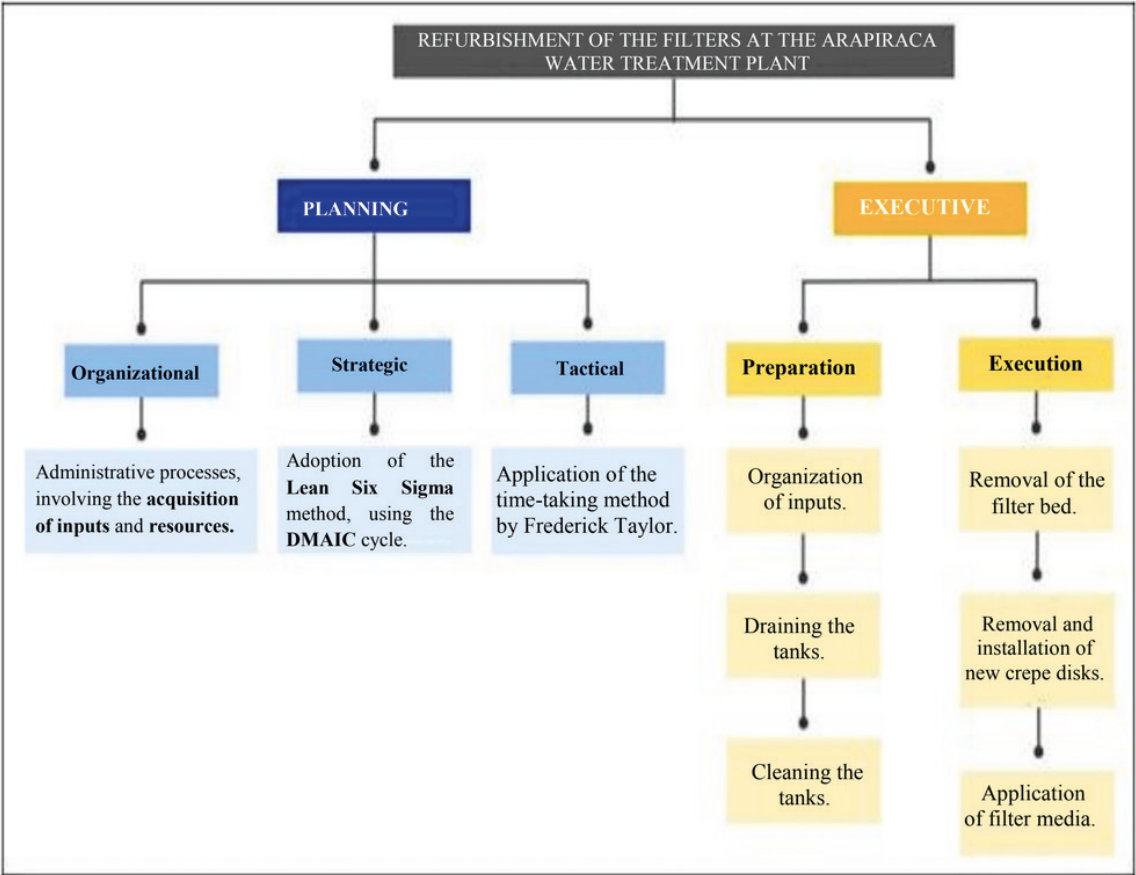 REFURBISHMENT OF THE FILTERS AT THE ARAPIRACA
WATER TREATMENT PLANT
PLANNING
EXECUTIVE
Organizational
Strategic
Tactical
Preparation
Execution
Administrative processes,
involving the acquisition
of inputs and resources.
Adoption of the
Lean Six Sigma
method, using the
DMAIC cycle.
Application of the
time-taking method
by Frederick Taylor.
Organization
of inputs.
Draining the
tanks.
Cleaning the
tanks.
Removal of the
filter bed.
Removal and
installation of
new crepe disks.
Application
of filter media.